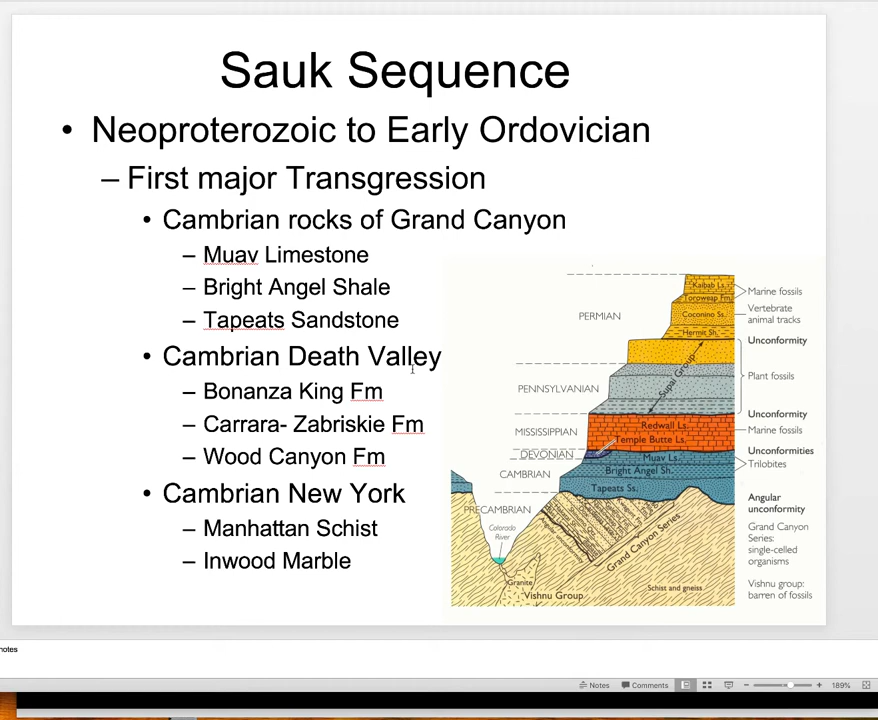 Sauk Sequence
• Neoproterozoic to Early Ordovician
– First major Transgression
• Cambrian rocks of Grand Canyon
– Muav Limestone
– Bright Angel Shale
– Tapeats Sandstone
• Cambrian Death Valley
– Bonanza King Fm
– Carrara- Zabriskie Fm
– Wood Canyon Fm
• Cambrian New York
– Manhattan Schist
– Inwood Marble
PERMIAN
PENNSYLVANIAN
MISSISSIPPIAN
DEVONIAN
CAMBRIAN
PRECAMBRIAN
Colorado
River
Kaibab Ls.
Toroweap Fm.
Coconino Ss.
Hermit Sh.
Supai Group
Redwall Ls.
Temple Butte Ls.
Muav Ls.
Bright Angel Sh.
Tapeats Ss.
Angular unconformity
Grand Canyon Series
Granite
Vishnu Group
Schist and gneiss
Marine fossils
Vertebrate
animal tracks
Unconformity
Plant fossils
Unconformity
Marine fossils
Unconformities
Trilobites
Angular
unconformity
Grand Canyon
Series:
single-celled
organisms
Vishnu group:
barren of fossils
notes
Notes
Comments
189%